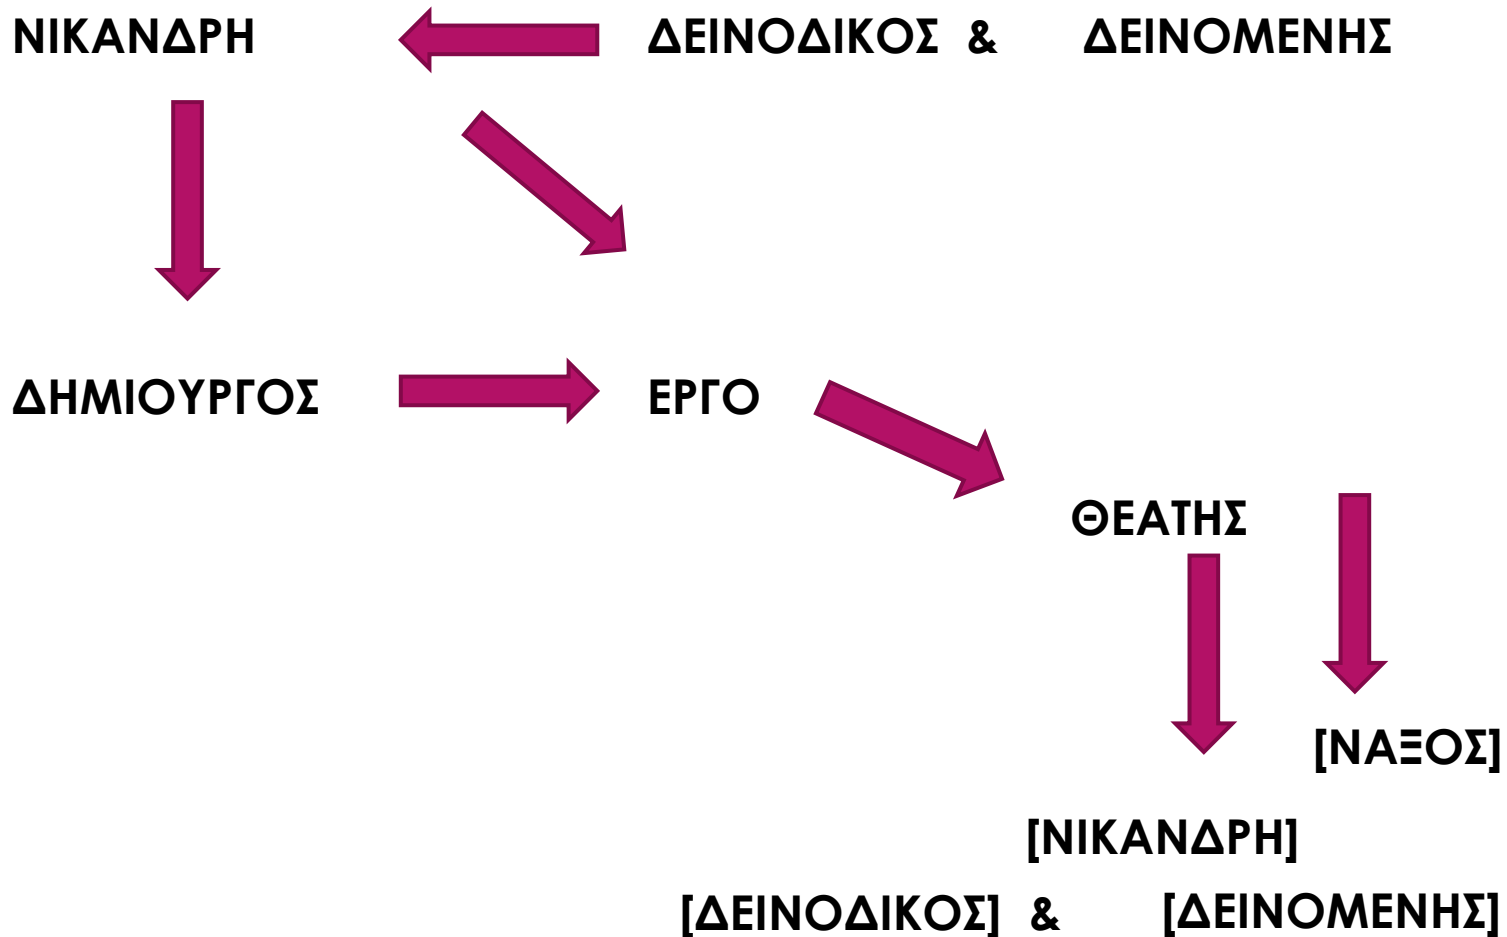 ΝΙΚΑΝΔΡΗ ΔΕΙΝΟΔΙΚΟΣ & ΔΕΙΝΟΜΕΝΗΣ
ΔΗΜΙΟΥΡΓΟΣ ΕΡΓΟ
ΘΕΑΤΗΣ
[ΝΑΞΟΣ]
[ΝΙΚΑΝΔΡΗ]
[ΔΕΙΝΟΔΙΚΟΣ] & [ΔΕΙΝΟΜΕΝΗΣ]